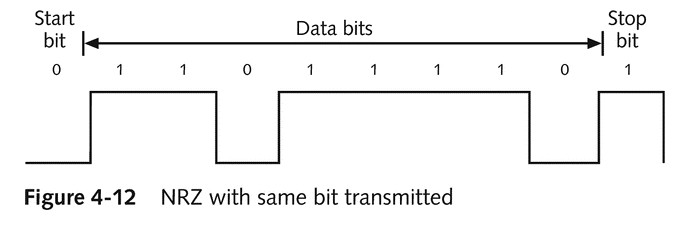 Start bit
Data bits
Stop bit
0 1 1 0 1 1 1 1 0 1
Figure 4-12 NRZ with same bit transmitted